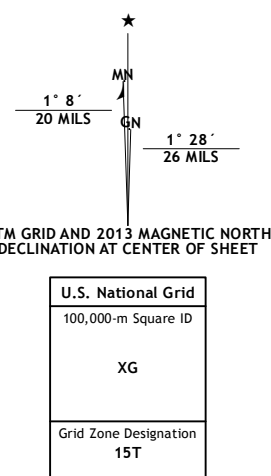 ★
MN
1° 8´
20 MILS
GN
1° 28´
26 MILS
TM GRID AND 2013 MAGNETIC NORTH
DECLINATION AT CENTER OF SHEET
U.S. National Grid
100,000-m Square ID
XG
Grid Zone Designation
15T